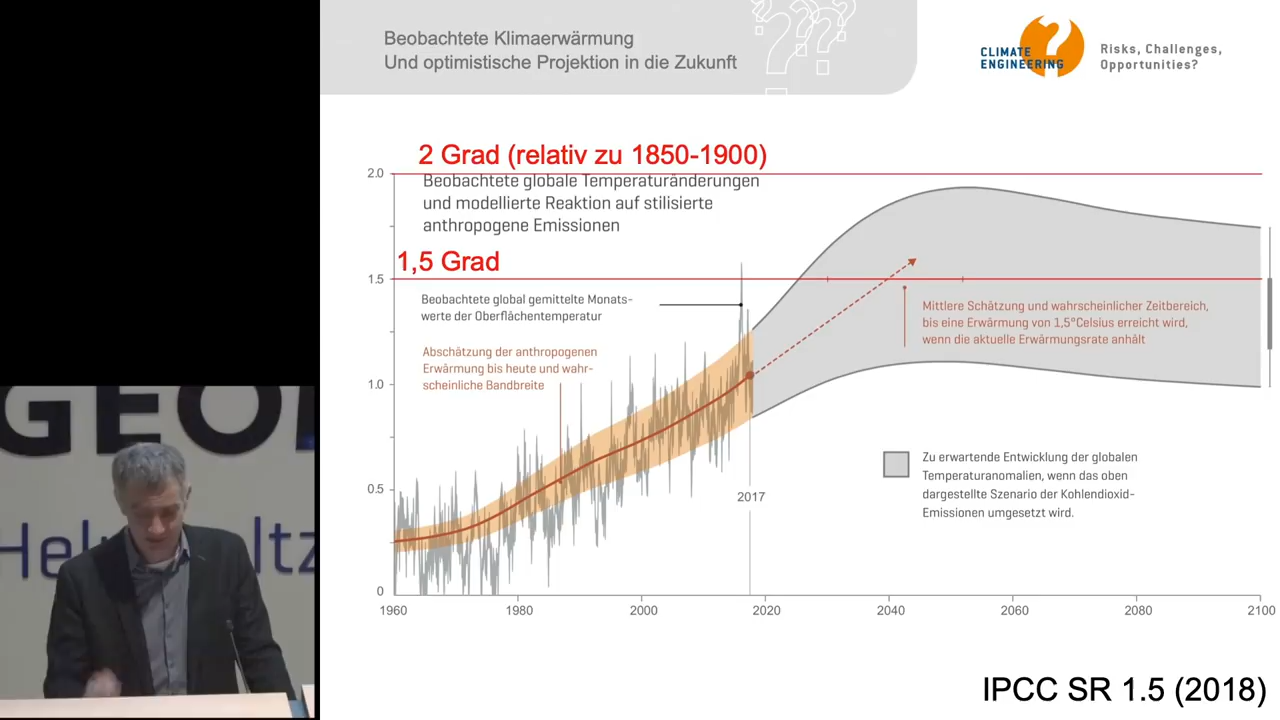 Beobachtete Klimaerwärmung
Und optimistische Projektion in die Zukunft
CLIMATE
ENGINEERING
Risks, Challenges,
Opportunities?
2 Grad (relativ zu 1850-1900)
2.0
Beobachtete globale Temperaturänderungen
und modellierte Reaktion auf stilisierte
anthropogene Emissionen
1,5 Grad
1.5
Beobachtete global gemittelte Monats-
werte der Oberflächentemperatur
Mittlere Schätzung und wahrscheinlicher Zeitbereich,
bis eine Erwärmung von 1,5°Celsius erreicht wird,
wenn die aktuelle Erwärmungsrate anhält
Abschätzung der anthropogenen
Erwärmung bis heute und wahr-
scheinliche Bandbreite
1.0
Zu erwartende Entwicklung der globalen
Temperaturanomalien, wenn das oben
dargestellte Szenario der Kohlendioxid-
Emissionen umgesetzt wird.
0.5
2017
0
1960 1980 2000 2020 2040 2060 2080 2100
IPCC SR 1.5 (2018)
GEO